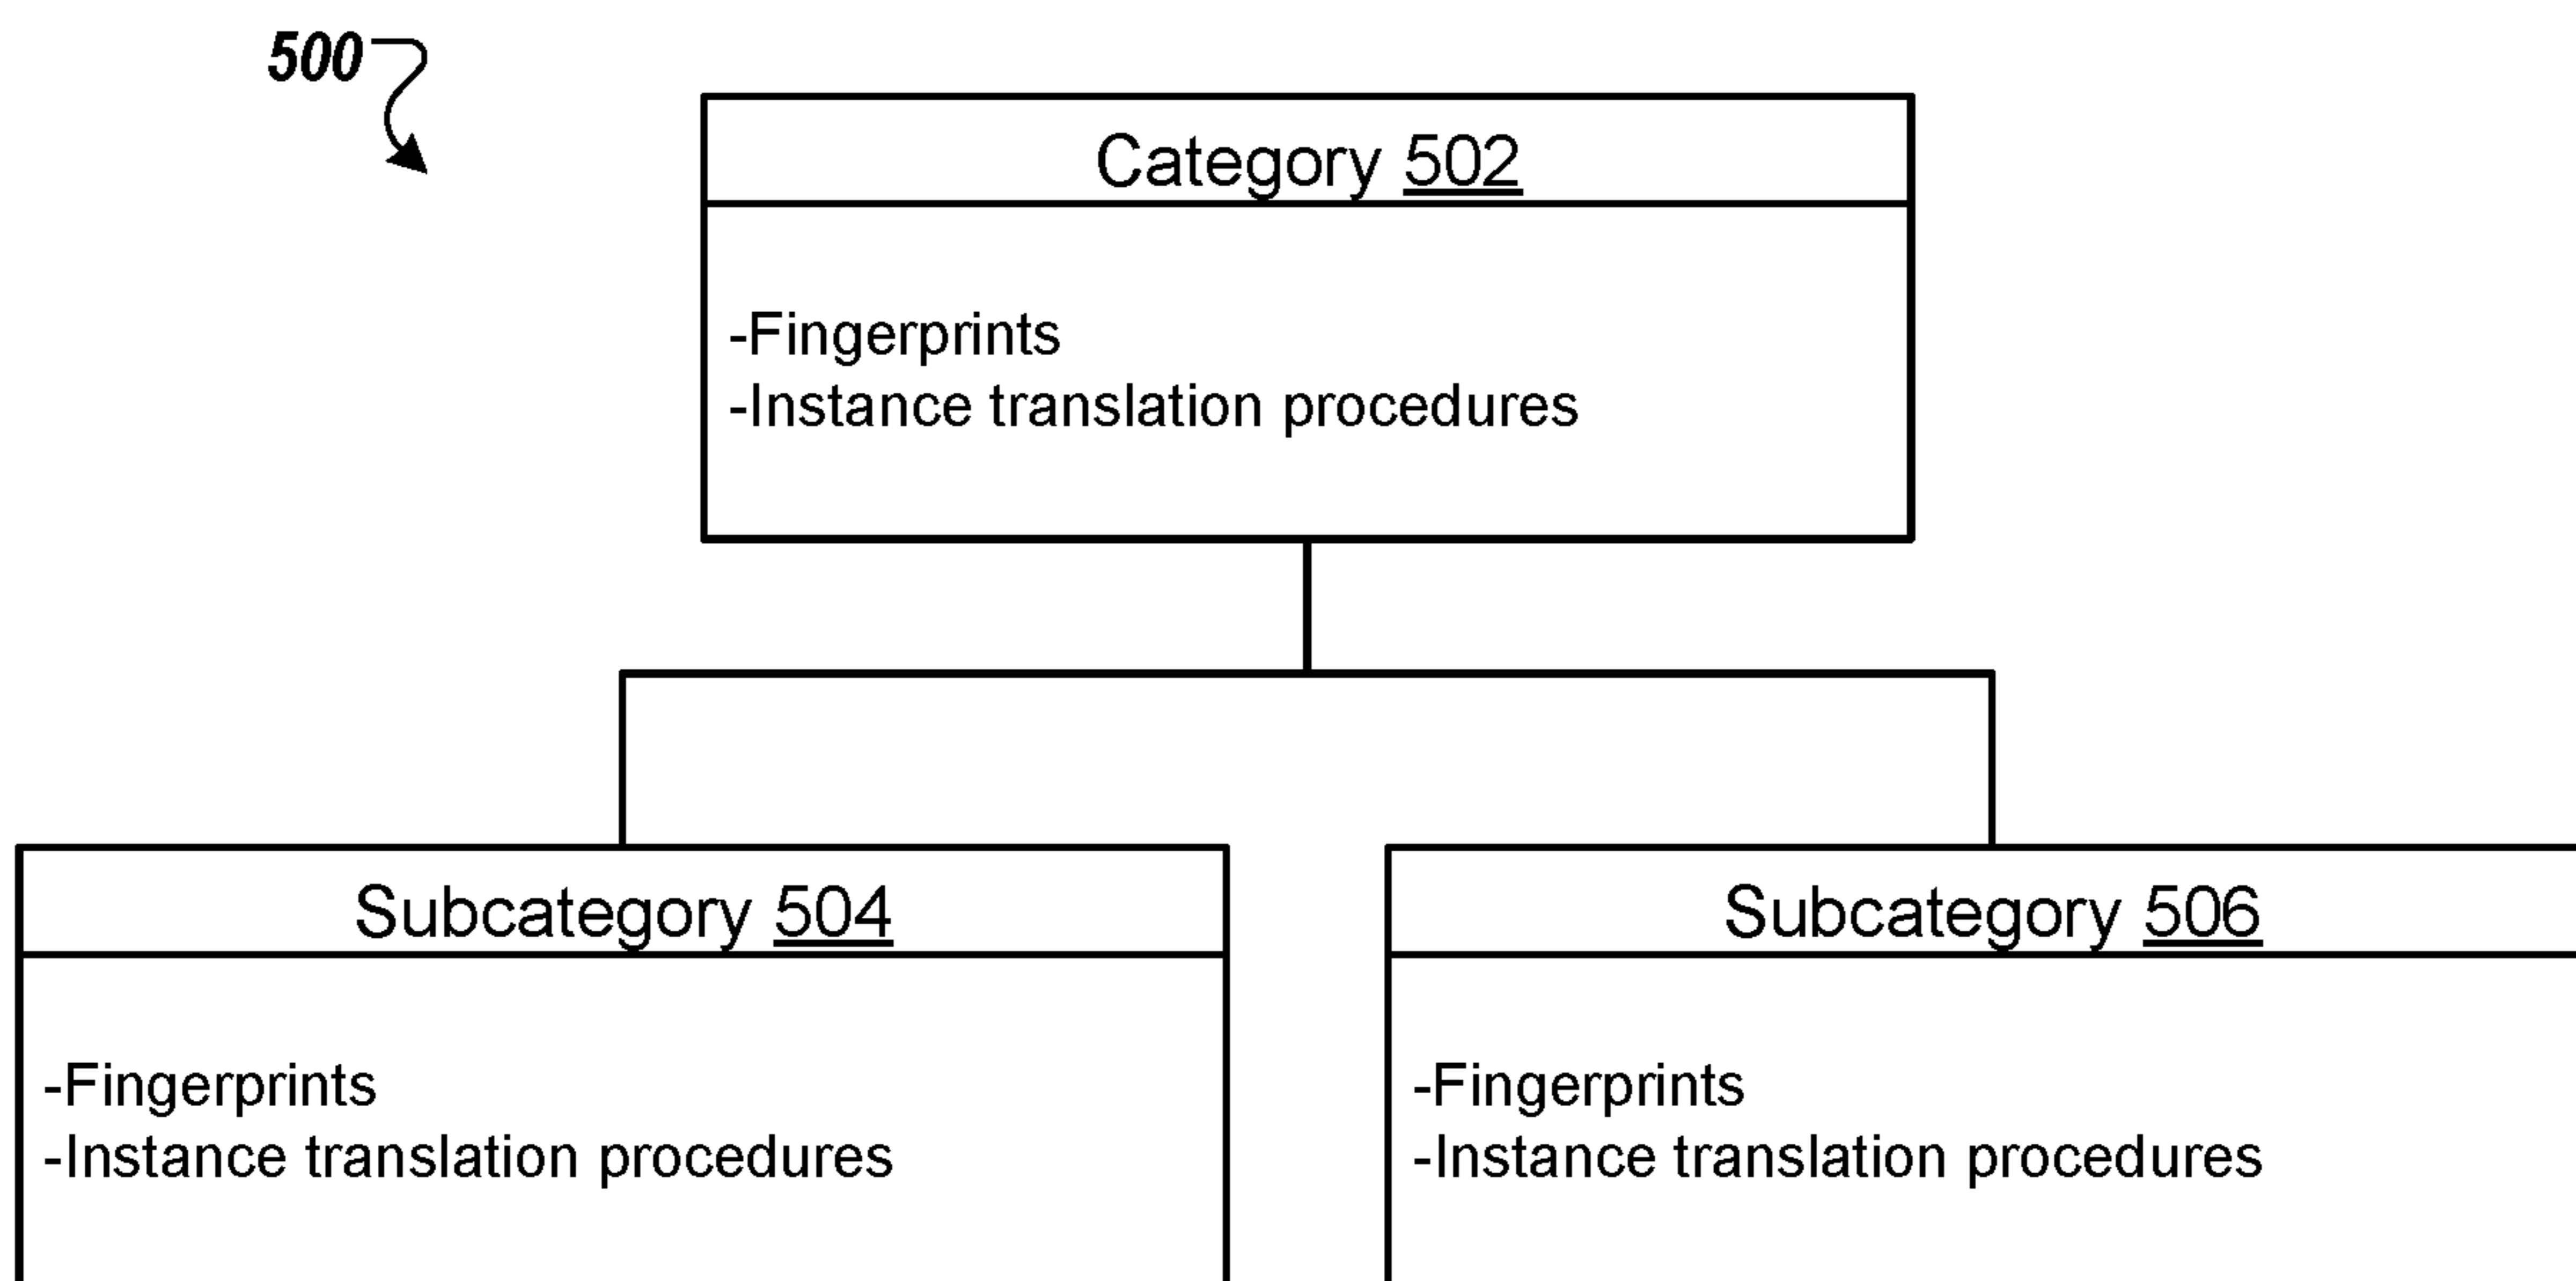 500
Category 502
-Fingerprints
-Instance translation procedures
Subcategory 504
-Fingerprints
-Instance translation procedures
Subcategory 506
-Fingerprints
-Instance translation procedures